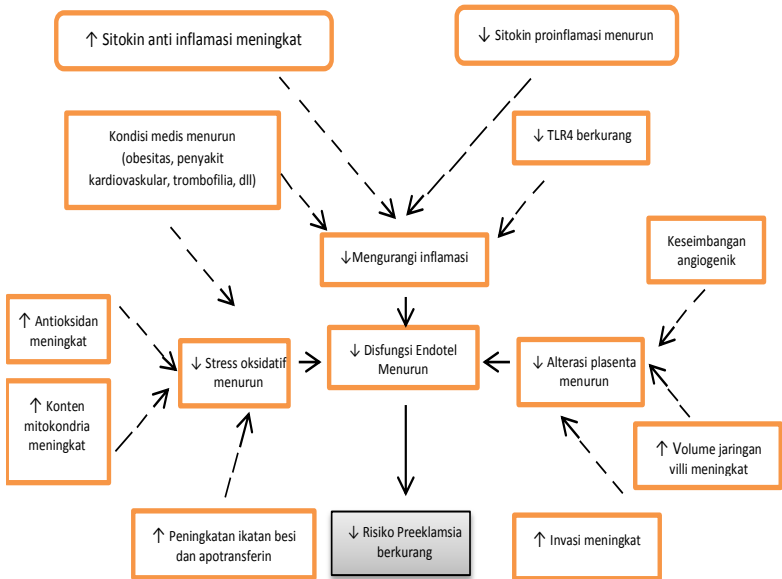 ↑ Sitokin anti inflamasi meningkat
↓ Sitokin proinflamasi menurun
Kondisi medis menurun
(obesitas, penyakit
kardiovaskular, trombofilia, dll)
↓ TLR4 berkurang
↓Mengurangi inflamasi
Keseimbangan
angiogenik
↑ Antioksidan
meningkat
↓ Stress oksidatif
menurun
↓ Disfungsi Endotel
Menurun
↓ Alterasi plasenta
menurun
↑ Konten
mitokondria
meningkat
↑ Volume jaringan
villi meningkat
↑ Peningkatan ikatan besi
dan apotransferin
↓ Risiko Preeklamsia
berkurang
↑ Invasi meningkat